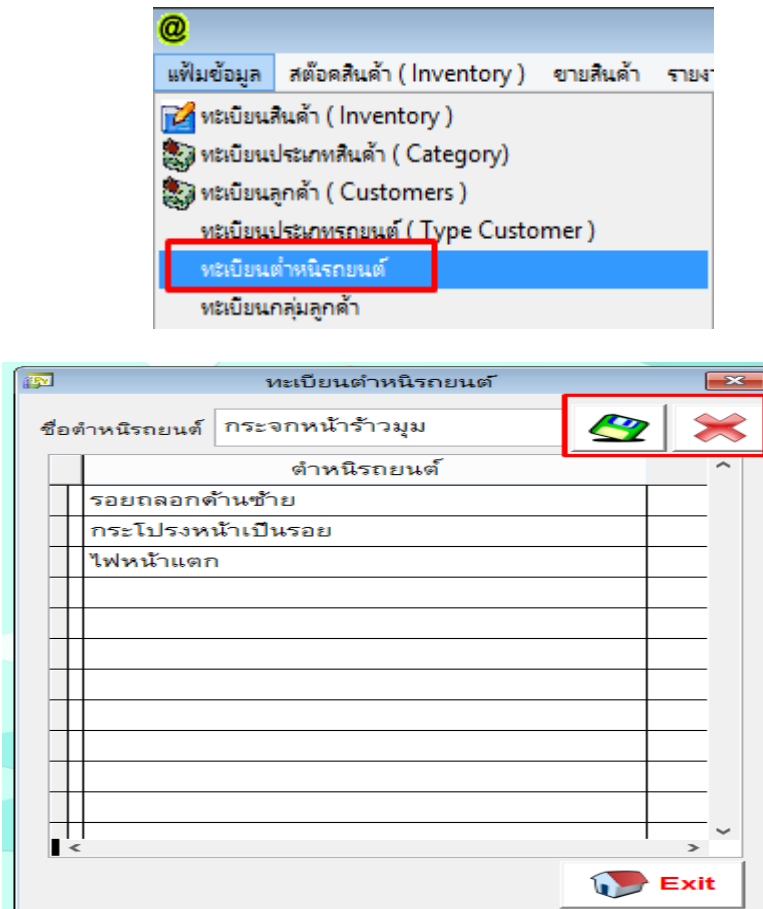 @
แฟ้มข้อมูล สต๊อคสินค้า ( Inventory ) ขายสินค้า รายง
ทะเบียนสินค้า ( Inventory )
ทะเบียนประเภทสินค้า ( Category)
ทะเบียนลูกค้า ( Customers )
ทะเบียนประเภทรถยนต์ ( Type Customer )
ทะเบียนตำหนิรถยนต์
ทะเบียนกลุ่มลูกค้า
ทะเบียนตำหนิรถยนต์
ชื่อตำหนิรถยนต์ กระจกหน้าร้าวมุม
ตำหนิรถยนต์
รอยถลอกด้านซ้าย
กระโปรงหน้าเป็นรอย
ไฟหน้าแตก
Exit